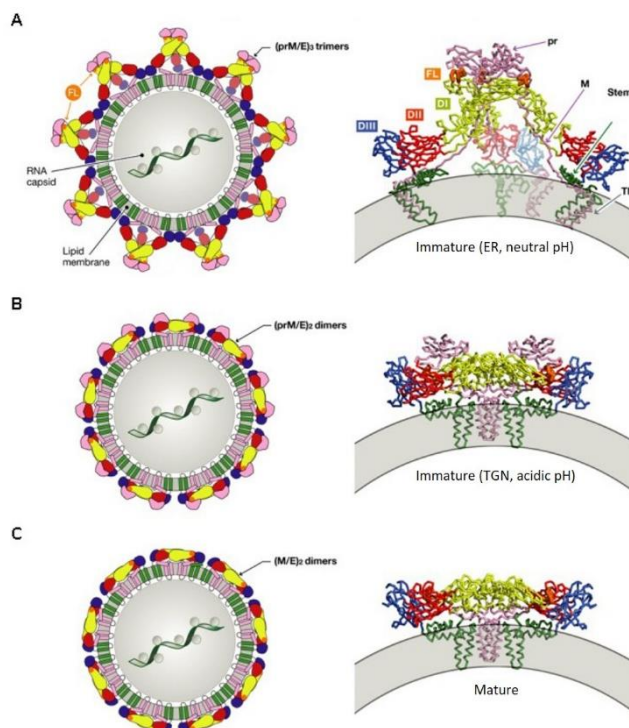 A
(prM/E)3 trimers
FL
RNA
capsid
Lipid
membrane
pr
FL
DI
DII
DIII
M
Stem
Immature (ER, neutral pH)
B
(prM/E)2 dimers
Immature (TGN, acidic pH)
C
(M/E)2 dimers
Mature